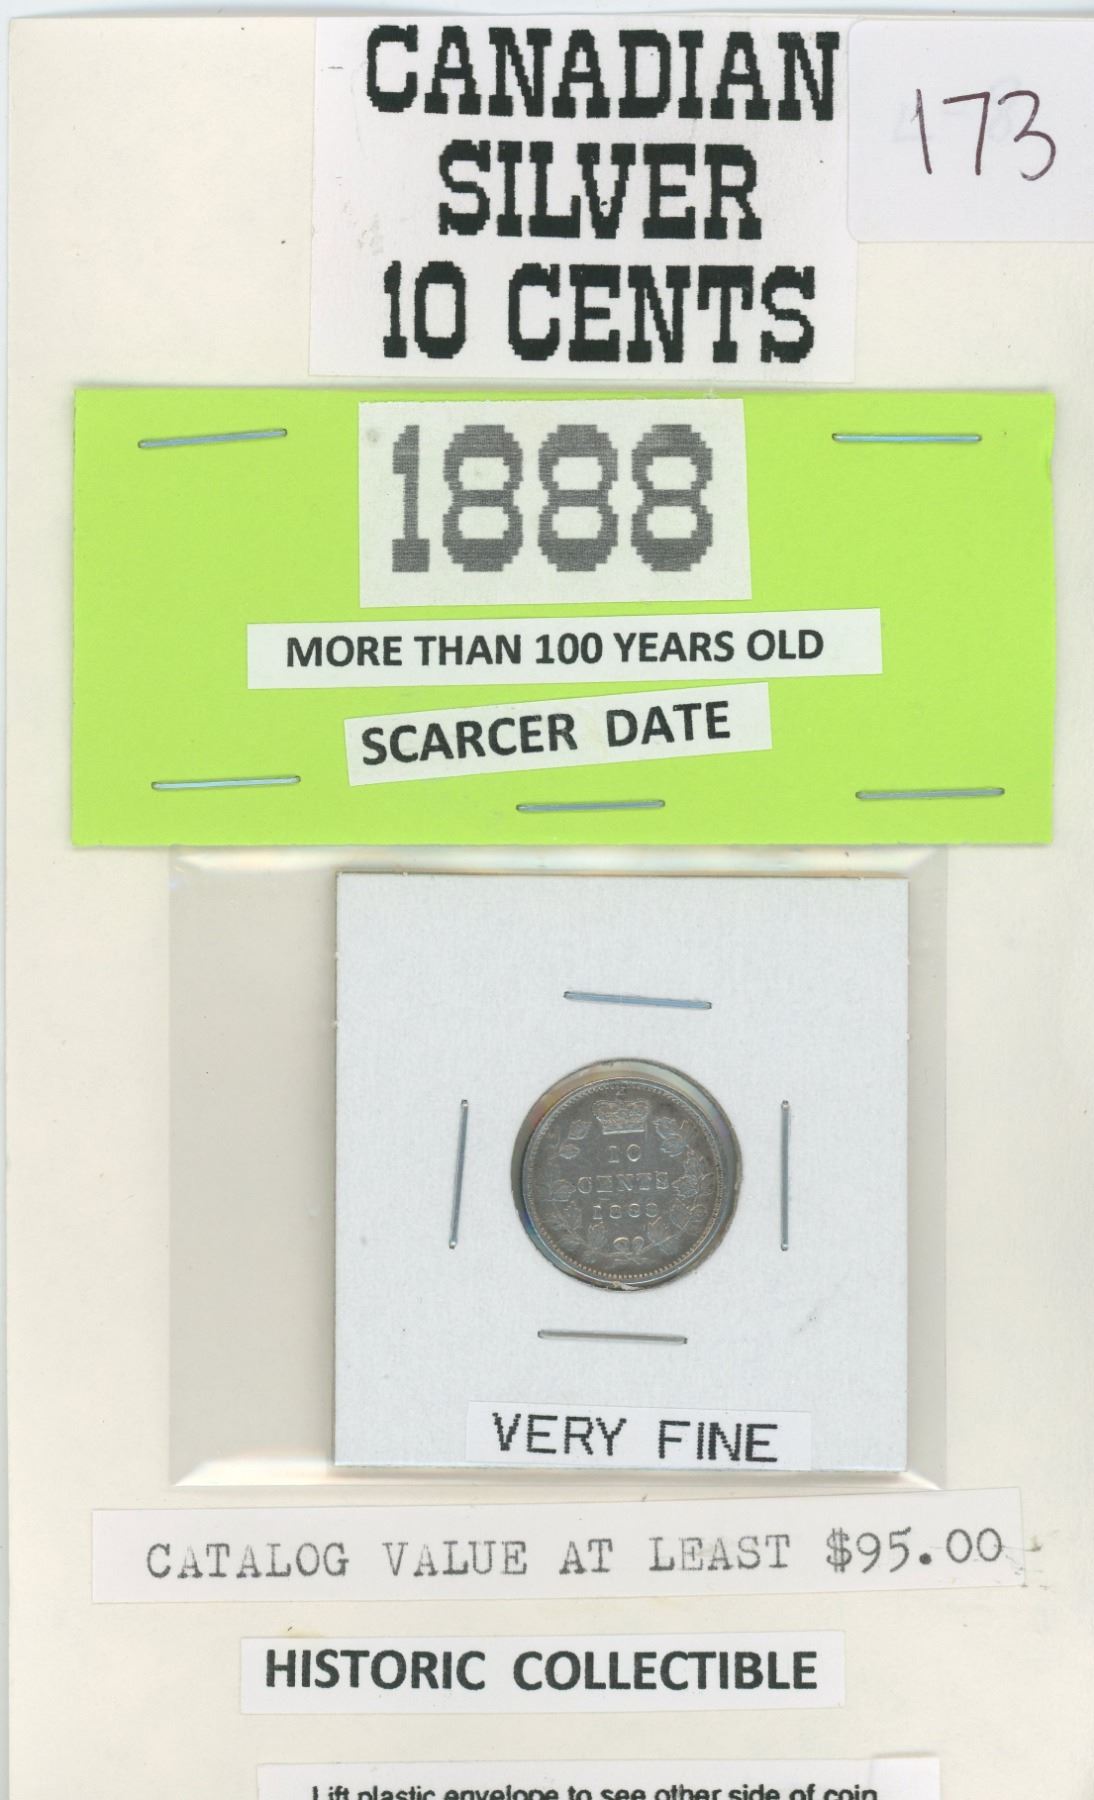 CANADIAN
173
SILVER
10 CENTS
1888
MORE THAN 100 YEARS OLD
SCARCER DATE
10
CENTS
1888
VERY FINE
CATALOG VALUE AT LEAST $95.00
HISTORIC COLLECTIBLE
Lift plastic envelope to see other side of coin